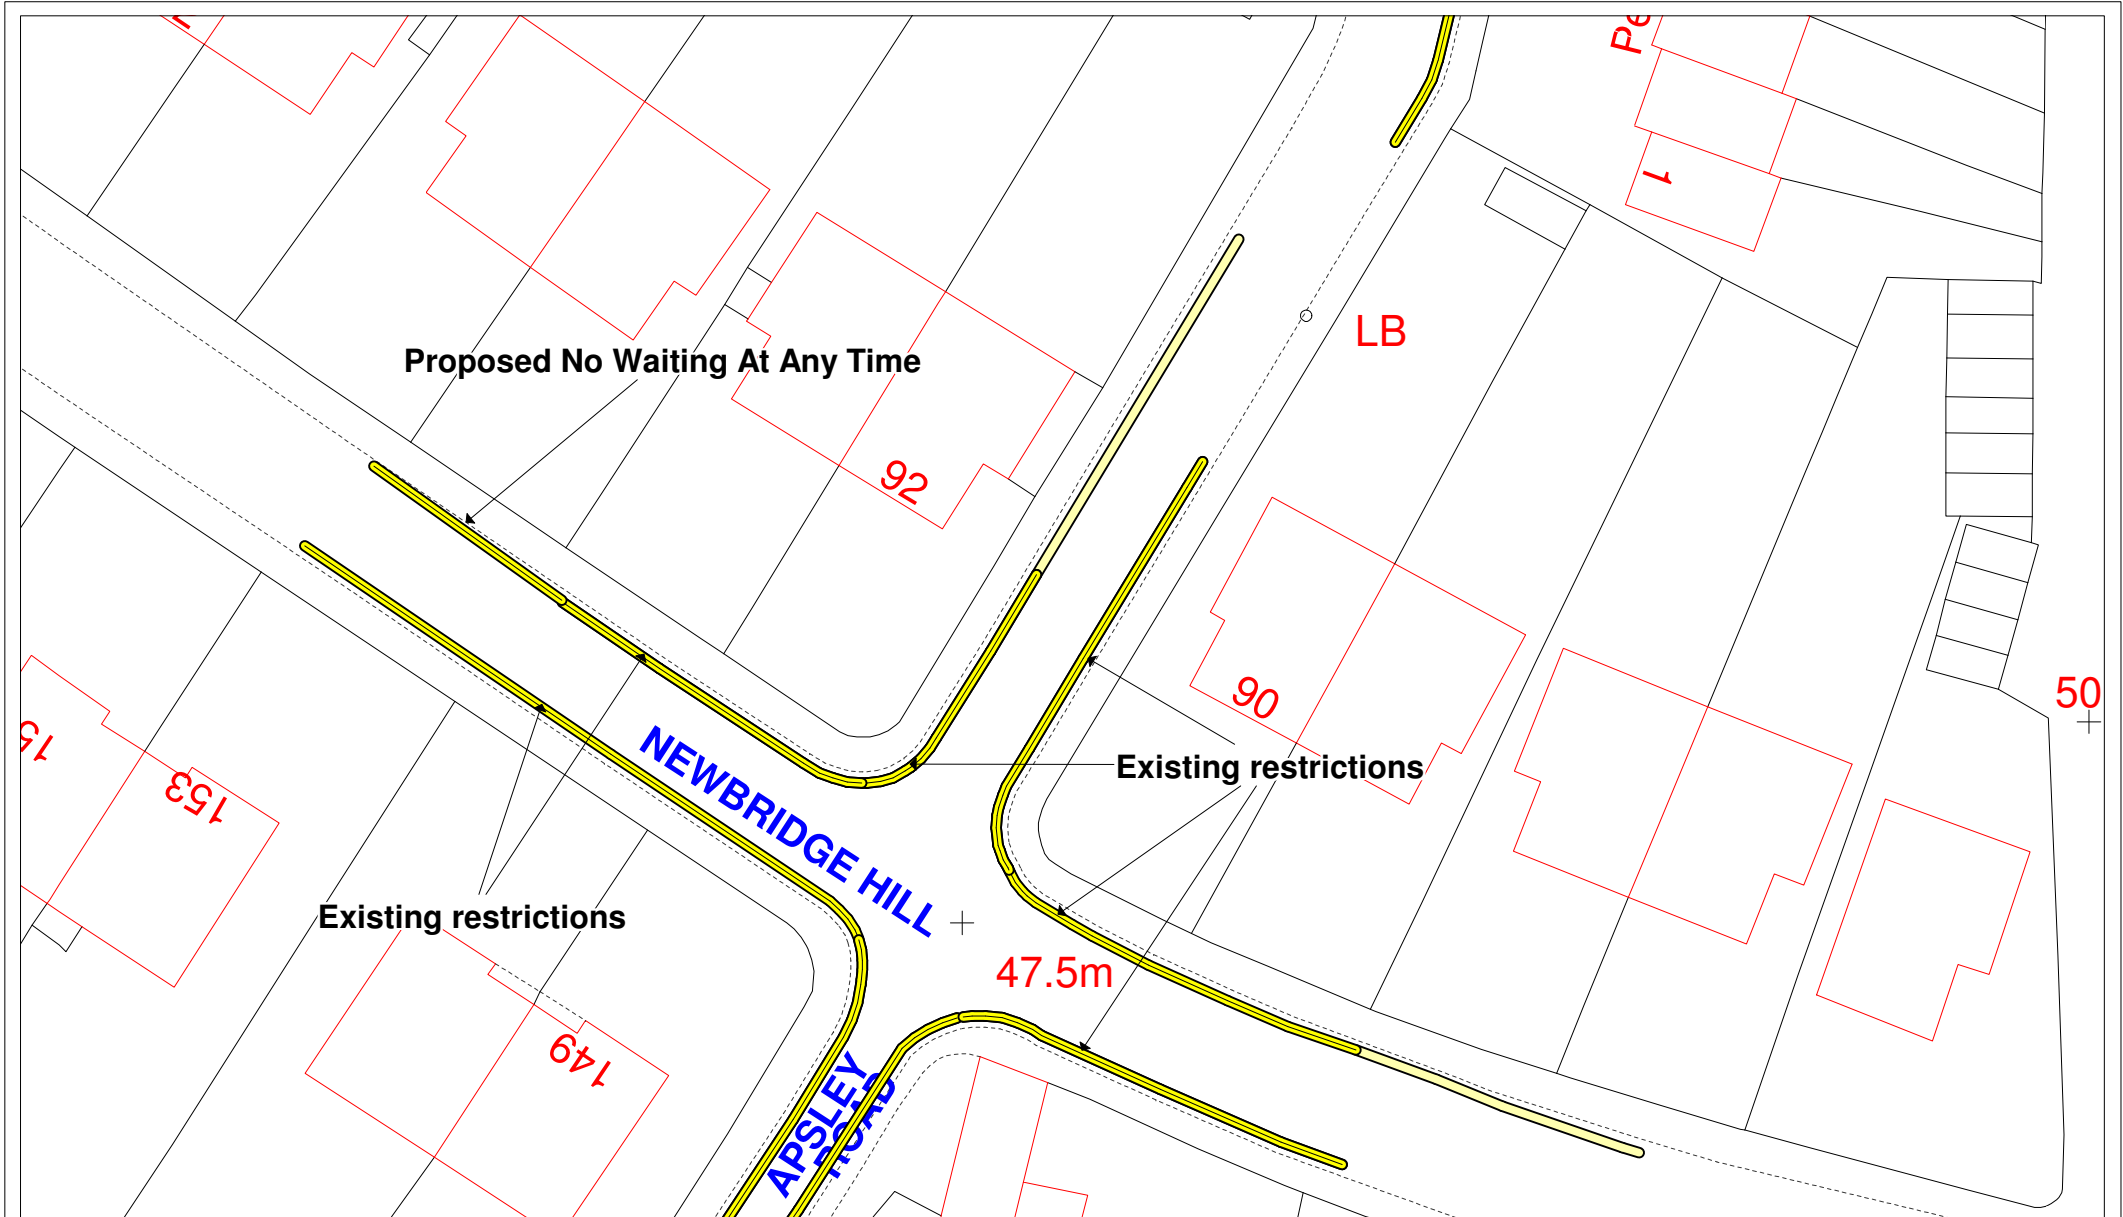 Pe
1
LB
Proposed No Waiting At Any Time
92
90
50
NEWBRIDGE HILL
Existing restrictions
153
Existing restrictions
47.5m
149
APSLEY
ROAD